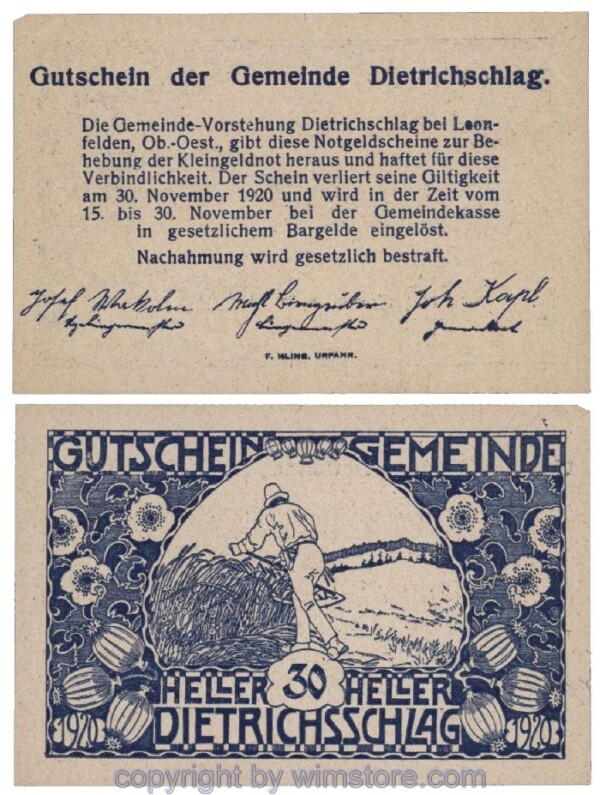 Gutschein der Gemeinde Dietrichschlag.
Die Gemeinde-Vorstehung Dietrichschlag bei Leon-
felden, Ob.-Oest., gibt diese Notgeldscheine zur Be-
hebung der Kleingeldnot heraus und haftet für diese
Verbindlichkeit. Der Schein verliert seine Giltigkeit
am 30. November 1920 und wird in der Zeit vom
15. bis 30. November bei der Gemeindekasse
in gesetzlichem Bargelde eingelöst.
Nachahmung wird gesetzlich bestraft.
Josef Joh Kapl
F. KLING, URFAHR.
GUTSCHEIN GEMEINDE
HELLER 30 HELLER
1920 DIETRICHSSCHLAG 1920
copyright by wimstore.com